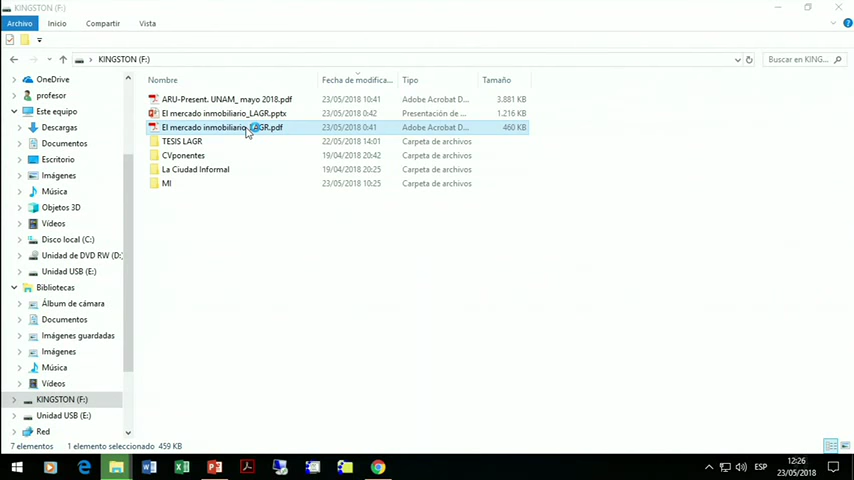 KINGSTON (F:)
Archivo Inicio Compartir Vista
KINGSTON (F:) Buscar en KING...
Nombre Fecha de modifica... Tipo Tamaño
OneDrive
profesor
Este equipo
Descargas
Documentos
Escritorio
Imágenes
Música
Objetos 3D
Vídeos
Disco local (C:)
Unidad de DVD RW (D:)
Unidad USB (E:)
Bibliotecas
Álbum de cámara
Documentos
Imágenes guardadas
Imágenes
Música
Vídeos
KINGSTON (F:)
Unidad USB (E:)
Red
ARU-Present. UNAM_ mayo 2018.pdf 23/05/2018 10:41 Adobe Acrobat D... 3.881 KB
El mercado inmobiliario_LAGR.pptx 23/05/2018 0:42 Presentación de ... 1.216 KB
El mercado inmobiliario_LAGR.pdf 23/05/2018 0:41 Adobe Acrobat D... 460 KB
TESIS LAGR 22/05/2018 14:01 Carpeta de archivos
CVponentes 19/04/2018 20:42 Carpeta de archivos
La Ciudad Informal 19/04/2018 20:25 Carpeta de archivos
MI 23/05/2018 10:25 Carpeta de archivos
7 elementos 1 elemento seleccionado 459 KB
ESP 12:26
23/05/2018